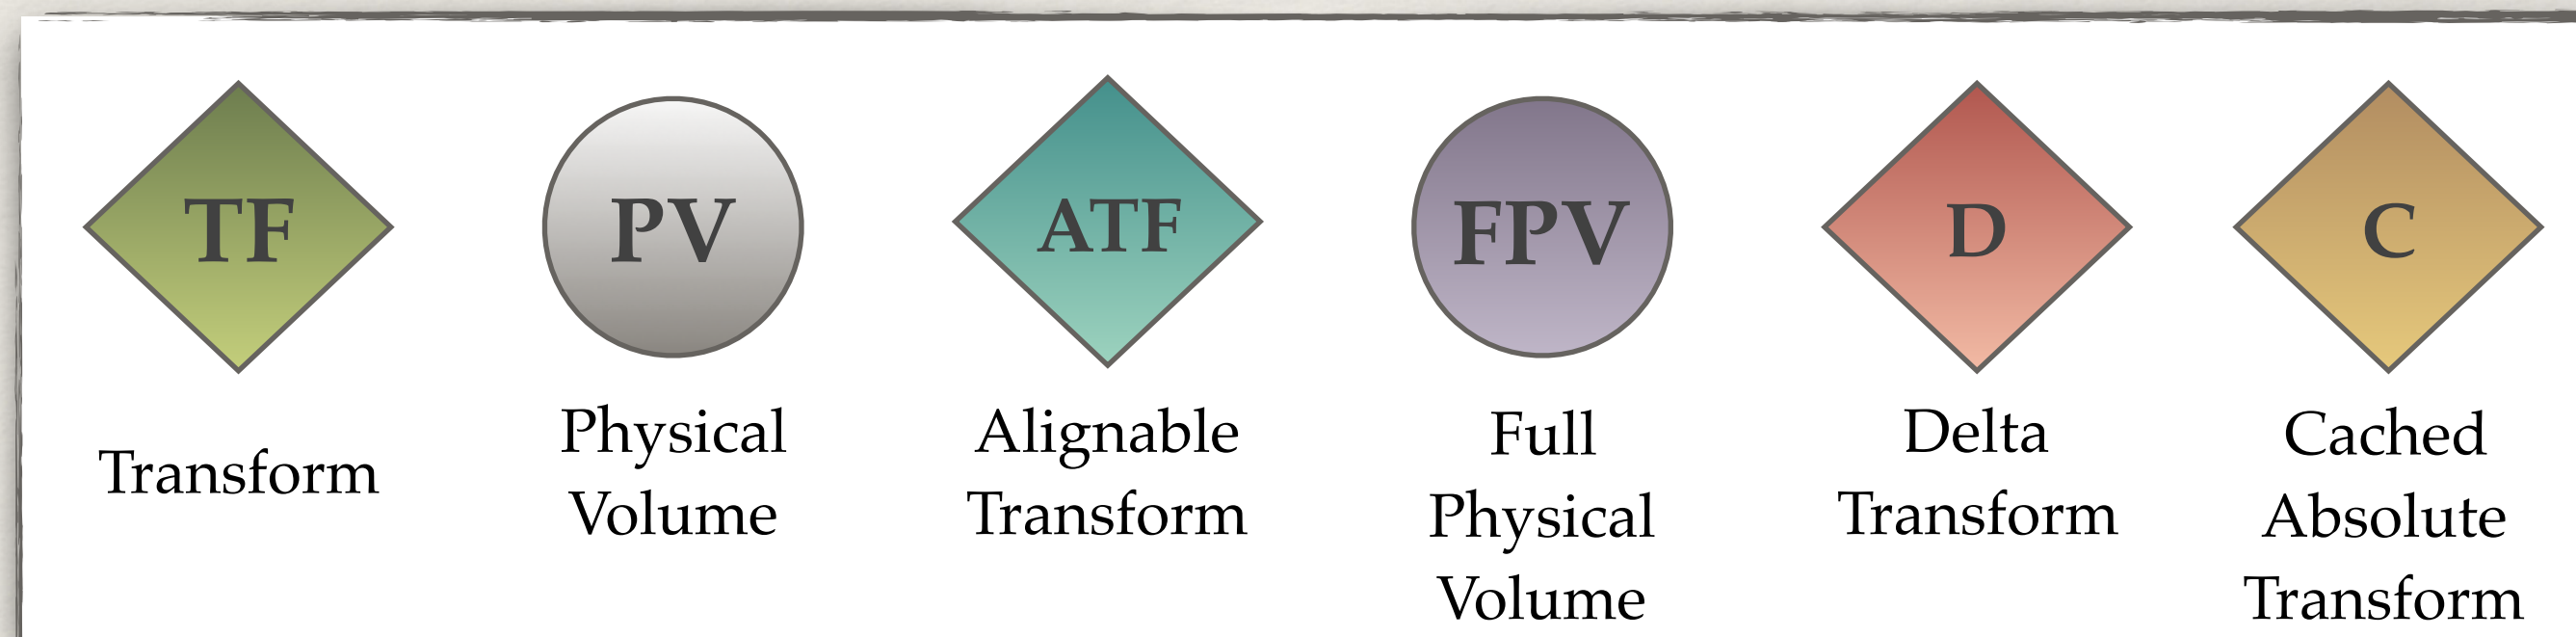 TF
PV
ATF
FPV
D
C
Transform
Physical
Volume
Alignable
Transform
Full
Physical
Volume
Delta
Transform
Cached
Absolute
Transform